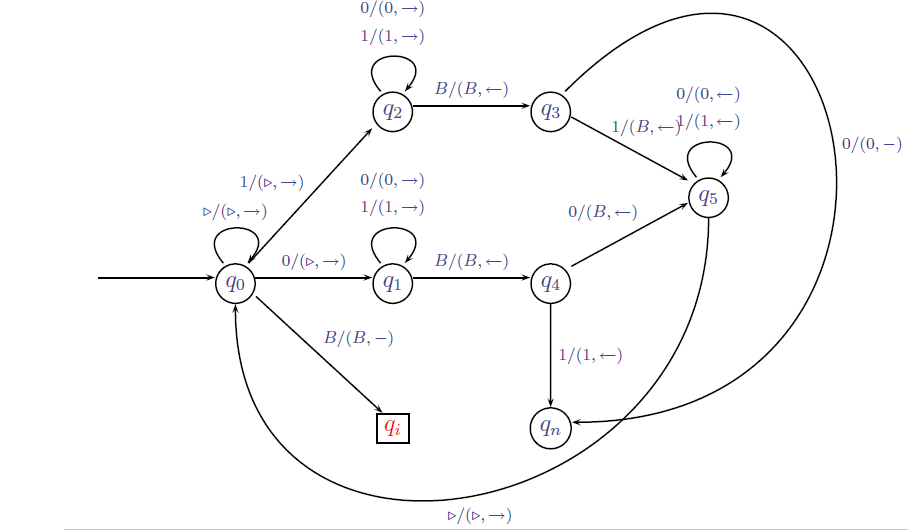 0/(0, →)
1/(1, →)
q2
B/(B, ←)
q3
0/(0, ←)
1/(B, ←)
1/(1, ←)
0/(0, −)
1/(▹, →)
0/(0, →)
1/(1, →)
▹/(▹, →)
q5
0/(B, ←)
q0
0/(▹, →)
q1
B/(B, ←)
q4
B/(B, −)
1/(1, ←)
qi
qn
▹/(▹, →)